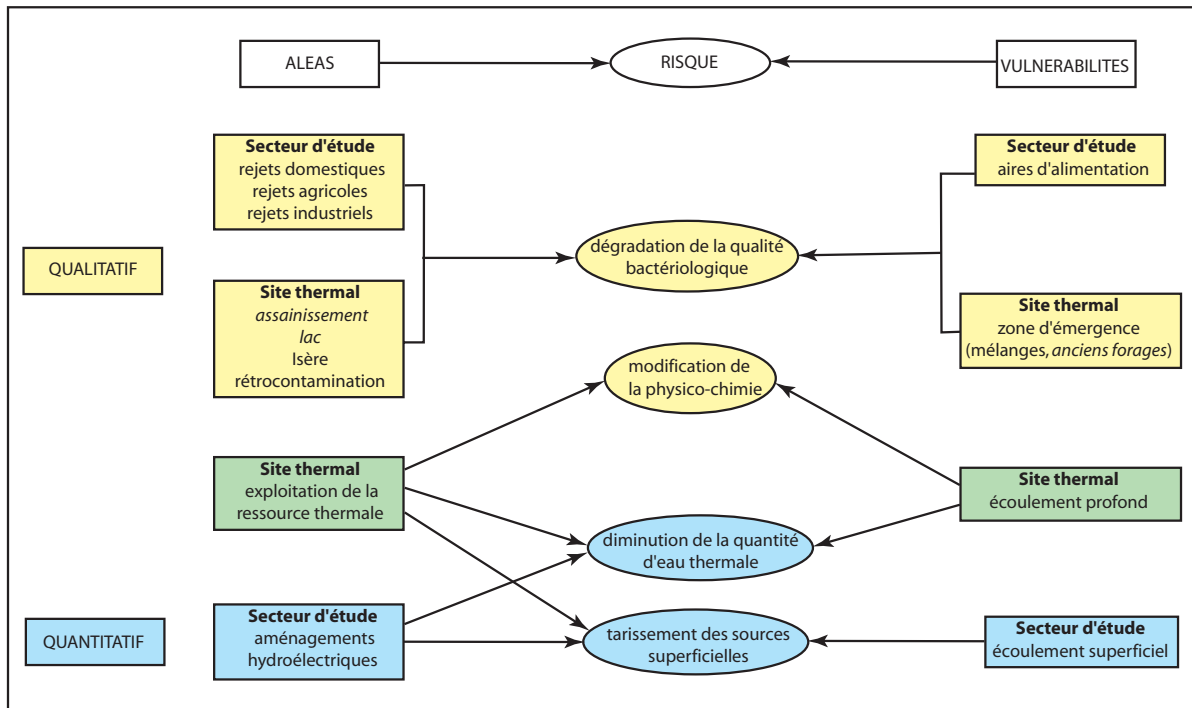 ALEAS
RISQUE
VULNERABILITES
Secteur d'étude
rejets domestiques
rejets agricoles
rejets industriels
Secteur d'étude
aires d'alimentation
QUALITATIF
dégradation de la qualité
bactériologique
Site thermal
assainissement
lac
Isère
rétrocontamination
Site thermal
zone d'émergence
(mélanges, anciens forages)
modification de
la physico-chimie
Site thermal
exploitation de la
ressource thermale
Site thermal
écoulement profond
diminution de la quantité
d'eau thermale
QUANTITATIF
Secteur d'étude
aménagements
hydroélectriques
tarissement des sources
superficielles
Secteur d'étude
écoulement superficiel